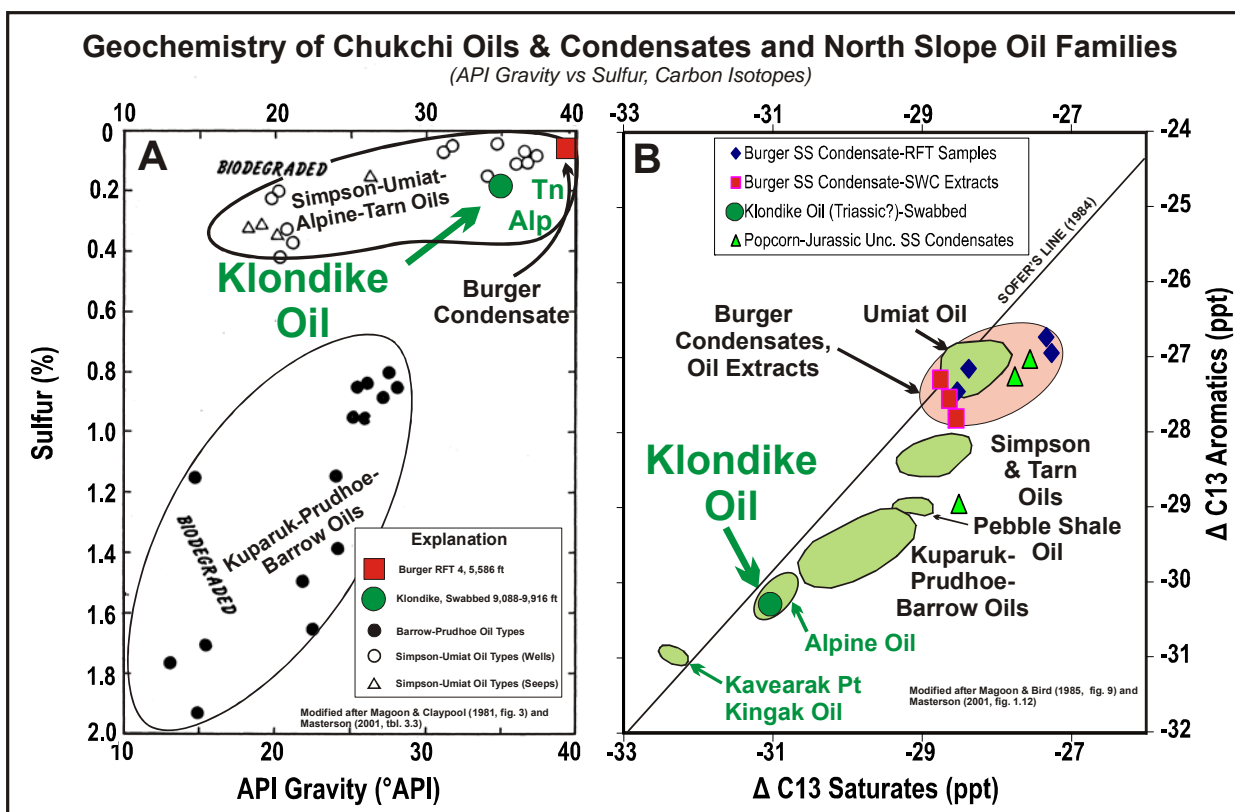 Geochemistry of Chukchi Oils & Condensates and North Slope Oil Families
(API Gravity vs Sulfur, Carbon Isotopes)
10 20 30 40
A
0
0.2
0.4
0.6
0.8
1.0
1.2
1.4
1.6
1.8
2.0
Sulfur (%)
10 20 30 40
API Gravity (°API)
BIODEGRADED
Simpson-Umiat-
Alpine-Tarn Oils
Tn
Alp
Klondike
Oil
Burger
Condensate
BIODEGRADED
Kuparuk-Prudhoe-
Barrow Oils
Explanation
Burger RFT 4, 5,586 ft
Klondike, Swabbed 9,088-9,916 ft
Barrow-Prudhoe Oil Types
Simpson-Umiat Oil Types (Wells)
Simpson-Umiat Oil Types (Seeps)
Modified after Magoon & Claypool (1981, fig. 3) and
Masterson (2001, tbl. 3.3)
-33 -31 -29 -27
B
Burger SS Condensate-RFT Samples
Burger SS Condensate-SWC Extracts
Klondike Oil (Triassic?)-Swabbed
Popcorn-Jurassic Unc. SS Condensates
SOFER'S LINE (1984)
Burger
Condensates,
Oil Extracts
Umiat Oil
Klondike
Oil
Simpson
& Tarn
Oils
Pebble Shale
Oil
Kuparuk-
Prudhoe-
Barrow Oils
Alpine Oil
Kavearak Pt
Kingak Oil
Modified after Magoon & Bird (1985, fig. 9) and
Masterson (2001, fig. 1.12)
-24
-25
-26
-27
-28
-29
-30
-31
-32
Δ C13 Aromatics (ppt)
-33 -31 -29 -27
Δ C13 Saturates (ppt)